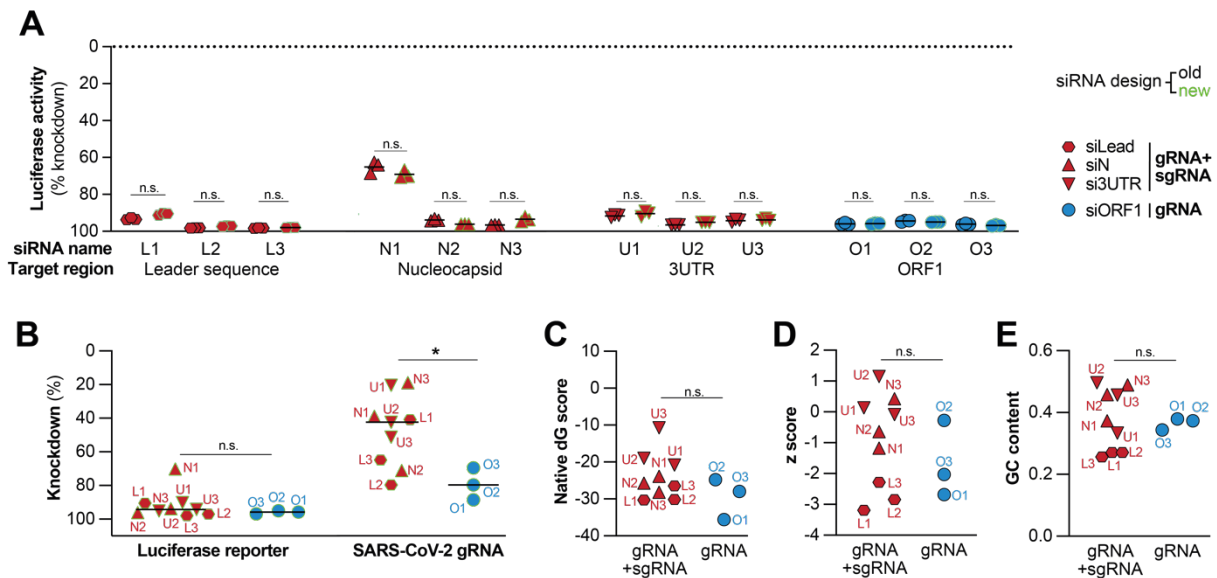 A
Luciferase activity
(% knockdown)
0
20
40
60
80
100
n.s. n.s. n.s. n.s. n.s. n.s. n.s. n.s. n.s. n.s. n.s. n.s.
siRNA name L1 L2 L3 N1 N2 N3 U1 U2 U3 O1 O2 O3
Target region Leader sequence Nucleocapsid 3UTR ORF1
siRNA design old
new
siLead
siN
si3UTR
gRNA+
sgRNA
siORF1 gRNA
B
Knockdown (%)
0
20
40
60
80
100
n.s.
*
N1
L1 N3 U1 U3
N2 U2 L3 L2
O3 O2 O1
U1 N3
N1 U2 L1
U3
L3 N2
L2
O3
O2
O1
Luciferase reporter SARS-CoV-2 gRNA
C
Native dG score
20
10
0
-10
-20
-30
-40
n.s.
U3
U2 N1 U1
N2 L3
L1 N3 L2
O2 O3
O1
gRNA
+sgRNA
gRNA
D
z score
2
1
0
-1
-2
-3
-4
n.s.
U2
N3
U1 U3
N2
N1
L3
L2
L1
O2
O3
O1
gRNA
+sgRNA
gRNA
E
GC content
0.6
0.4
0.2
0.0
n.s.
U2 N3
N2 U3
N1 U1
L3 L1 L2
O1 O2
O3
gRNA
+sgRNA
gRNA